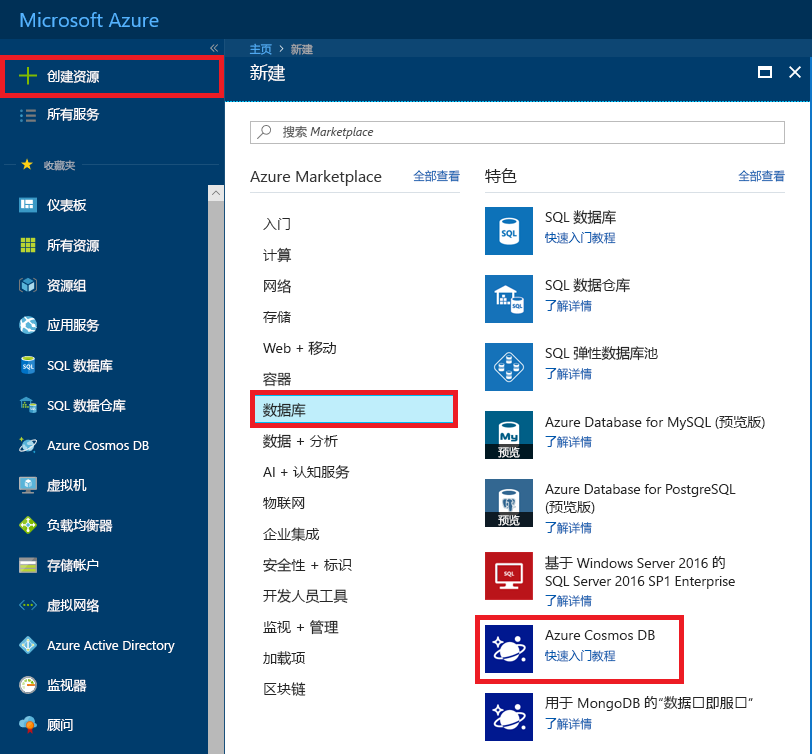 Microsoft Azure
«
创建资源
所有服务
收藏夹
仪表板
所有资源
资源组
应用服务
SQL 数据库
SQL 数据仓库
Azure Cosmos DB
虚拟机
负载均衡器
存储帐户
虚拟网络
Azure Active Directory
监视器
顾问
主页 > 新建
新建
搜索 Marketplace
Azure Marketplace 全部查看
入门
计算
网络
存储
Web + 移动
容器
数据库
数据 + 分析
AI + 认知服务
物联网
企业集成
安全性 + 标识
开发人员工具
监视 + 管理
加载项
区块链
特色 全部查看
SQL 数据库
快速入门教程
SQL 数据仓库
了解详情
SQL 弹性数据库池
了解详情
Azure Database for MySQL (预览版)
了解详情
My
预览
Azure Database for PostgreSQL
(预览版)
了解详情
预览
基于 Windows Server 2016 的
SQL Server 2016 SP1 Enterprise
了解详情
Azure Cosmos DB
快速入门教程
用于 MongoDB 的“数据□即服□”
了解详情